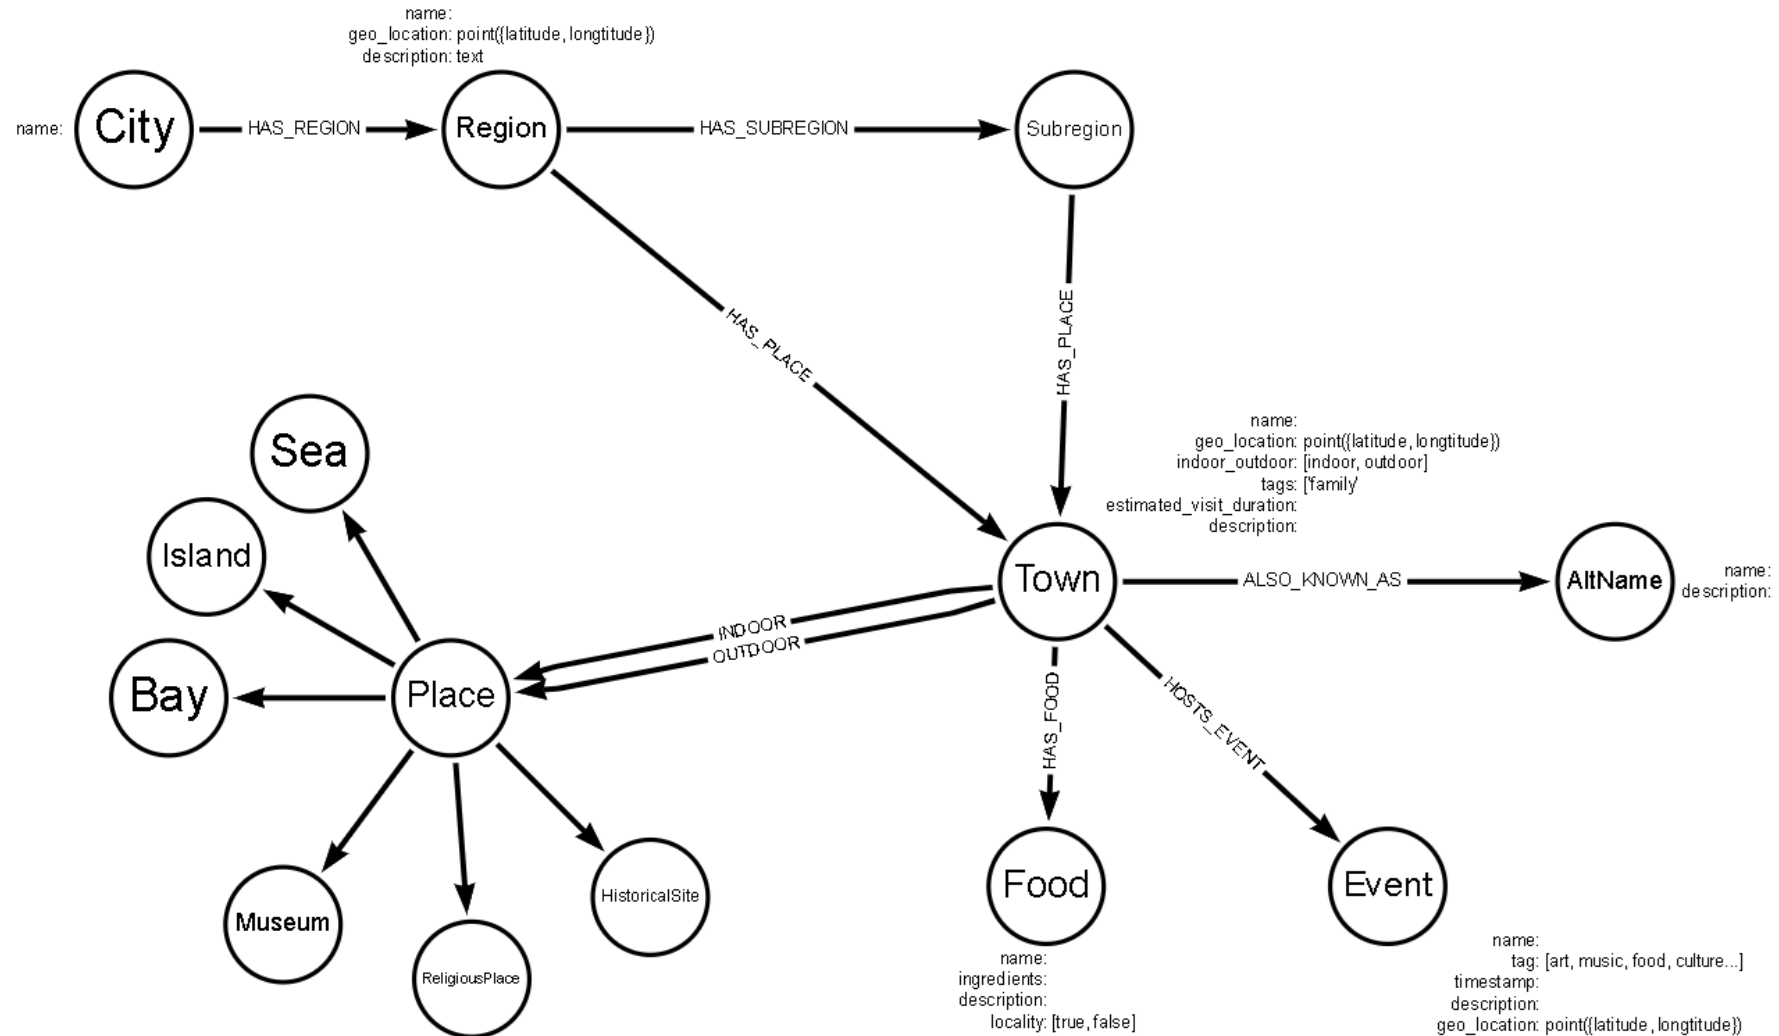 name:
geo_location: point({latitude, longtitude})
description: text
name:
City
HAS_REGION
Region
HAS_SUBREGION
Subregion
HAS_PLACE
HAS_PLACE
name:
geo_location: point({latitude, longtitude})
indoor_outdoor: [indoor, outdoor]
tags: ['family'
estimated_visit_duration:
description:
Sea
Island
Town
ALSO_KNOWN_AS
AltName
name:
description:
INDOOR
OUTDOOR
Bay
Place
HAS_FOOD
HOSTS_EVENT
Museum
ReligiousPlace
HistoricalSite
Food
Event
name:
ingredients:
description:
locality: [true, false]
name:
tag: [art, music, food, culture...]
timestamp:
description:
geo_location: point({latitude, longtitude})